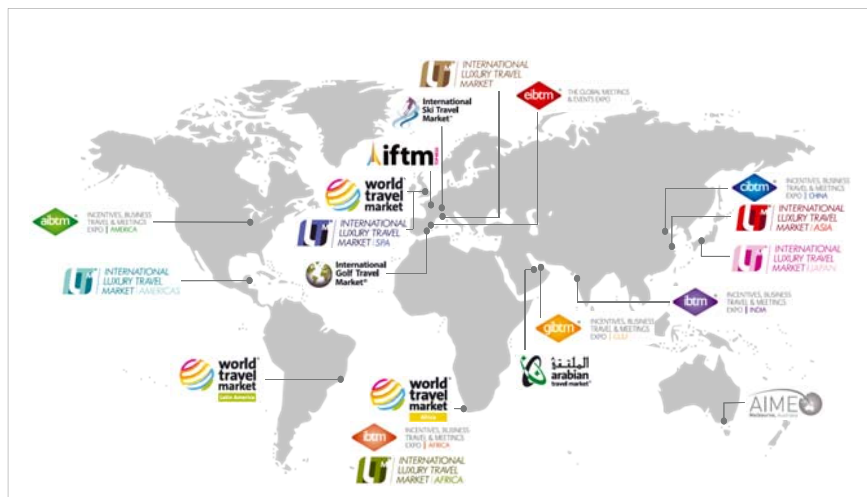 INTERNATIONAL
LUXURY TRAVEL
MARKET
International
Ski Travel
Market
eibtm
THE GLOBAL MEETINGS
& EVENTS EXPO
iftm
world
travel
market
INTERNATIONAL
LUXURY TRAVEL
MARKET | SPA
International
Golf Travel
Market
aibtm
INCENTIVES, BUSINESS
TRAVEL & MEETINGS
EXPO | AMERICA
INTERNATIONAL
LUXURY TRAVEL
MARKET | AMERICAS
cibtm
INCENTIVES, BUSINESS
TRAVEL & MEETINGS
EXPO | CHINA
INTERNATIONAL
LUXURY TRAVEL
MARKET | ASIA
INTERNATIONAL
LUXURY TRAVEL
MARKET | JAPAN
ibtm
INCENTIVES, BUSINESS
TRAVEL & MEETINGS
EXPO | INDIA
gibtm
INCENTIVES, BUSINESS
TRAVEL & MEETINGS
EXPO | GULF
الملتقى
arabian
travel market
world
travel
market
Latin America
world
travel
market
Africa
ibtm
INCENTIVES, BUSINESS
TRAVEL & MEETINGS
EXPO | AFRICA
INTERNATIONAL
LUXURY TRAVEL
MARKET | AFRICA
AIME
Melbourne, Australia